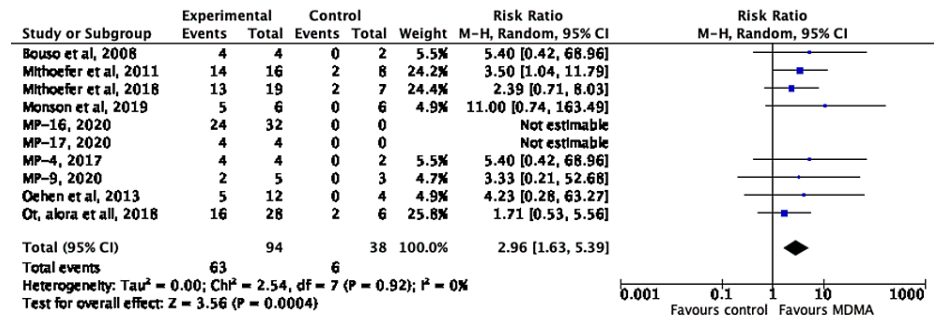 Experimental Control Risk Ratio Risk Ratio
Study or Subgroup Events Total Events Total Weight M-H, Random, 95% CI M-H, Random, 95% CI
Bouso et al, 2008 4 4 0 2 5.5% 5.40 [0.42, 68.96]
Mithoefer et al, 2011 14 16 2 8 24.2% 3.50 [1.04, 11.79]
Mithoefer et al, 2018 13 19 2 7 24.4% 2.39 [0.71, 8.03]
Monson et al, 2019 5 6 0 6 4.9% 11.00 [0.74, 163.49]
MP-16, 2020 24 32 0 0 Not estimable
MP-17, 2020 4 4 0 0 Not estimable
MP-4, 2017 4 4 0 2 5.5% 5.40 [0.42, 68.96]
MP-9, 2020 2 5 0 3 4.9% 3.33 [0.21, 52.68]
Oehen et al, 2013 5 12 0 4 4.9% 4.23 [0.28, 63.27]
Ot, alora et all, 2018 16 28 2 6 25.8% 1.71 [0.53, 5.56]
Total (95% CI) 94 38 100.0% 2.96 [1.63, 5.39]
Total events 63 6
Heterogeneity: Tau² = 0.00; Chi² = 2.54, df = 7 (P = 0.92); I² = 0%
Test for overall effect: Z = 3.56 (P = 0.0004)
0.001 0.1 1 10 1000
Favours control Favours MDMA